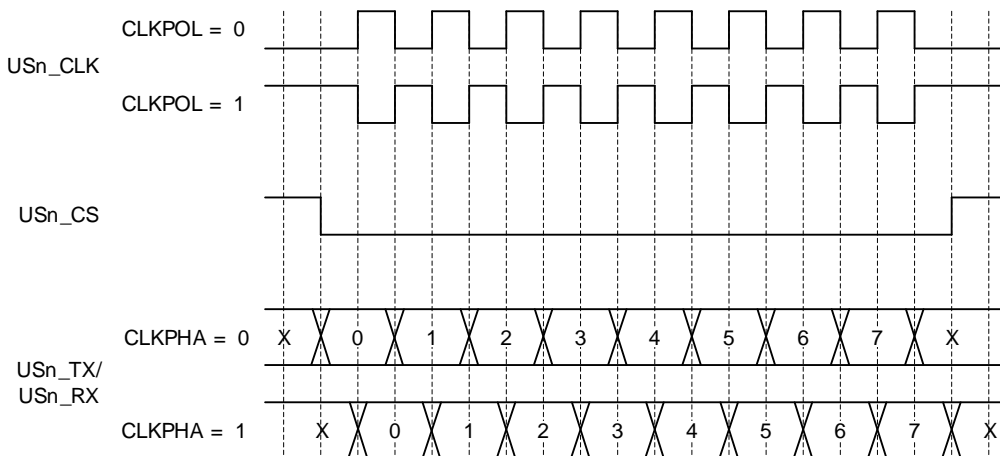 CLKPOL = 0
USn_CLK
CLKPOL = 1
USn_CS
CLKPHA = 0 X 0 1 2 3 4 5 6 7 X
USn_TX/
USn_RX
CLKPHA = 1 X 0 1 2 3 4 5 6 7 X